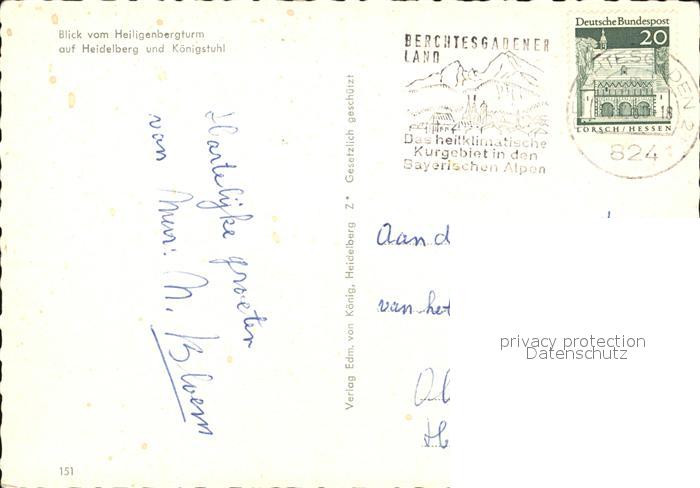 Blick vom Heiligenbergturm
auf Heidelberg und Königstuhl
BERCHTESGADENER
LAND
Das heilklimatische
Kurgebiet in den
Bayerischen Alpen
Deutsche Bundespost
20
LORSCH/HESSEN
824
Hartelijke groeten
van
N. Bloem
Verlag Edm. von König, Heidelberg Z* Gesetzlich geschützt
Aan d
van het
privacy protection
Datenschutz
151